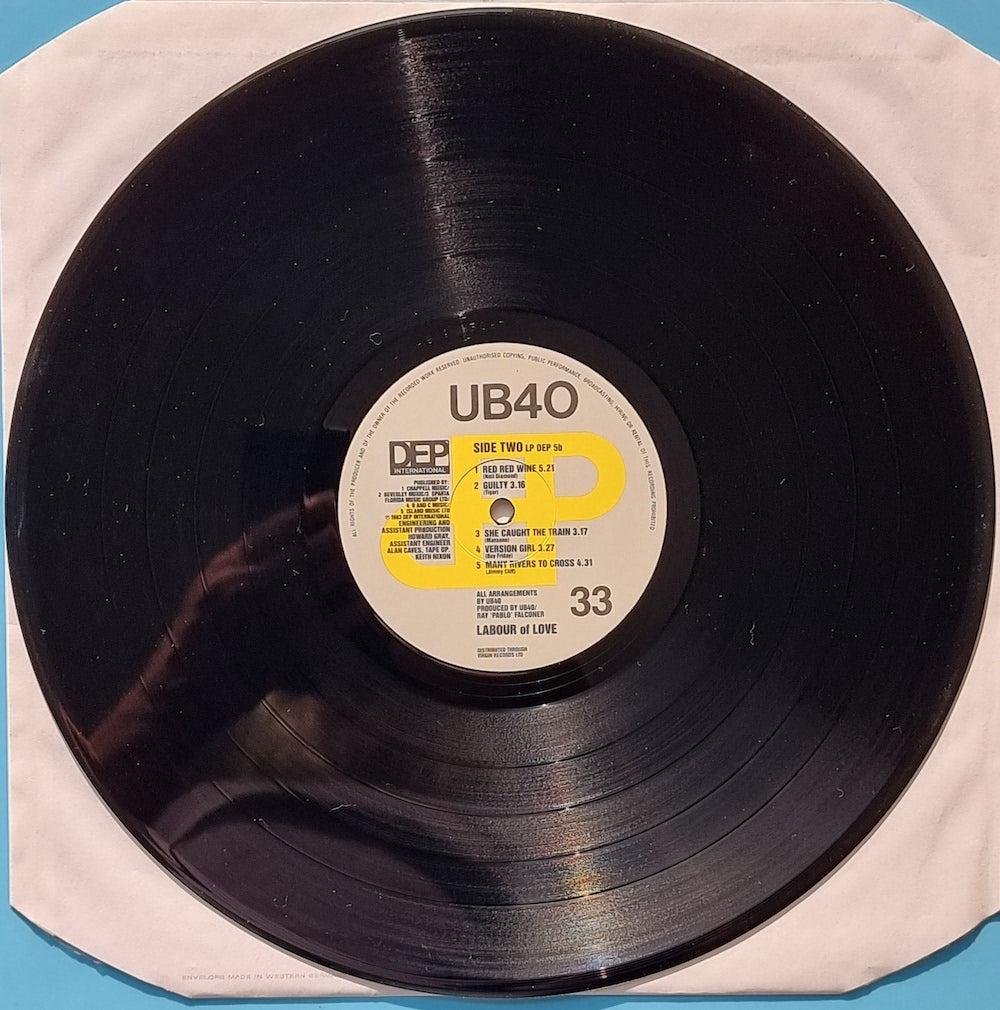 ALL RIGHTS OF THE PRODUCER AND OF THE OWNER OF THE RECORDED WORK RESERVED. UNAUTHORISED COPYING, PUBLIC PERFORMANCE, BROADCASTING, HIRING OR RENTAL OF THIS RECORDING PROHIBITED
UB40
DEP
INTERNATIONAL
PUBLISHED BY:
1 CHAPPELL MUSIC/
2 BEVERLEY MUSIC/3 SPARTA
FLORIDA MUSIC GROUP LTD/
4 B AND C MUSIC/
5 ISLAND MUSIC LTD
℗ 1983 DEP INTERNATIONAL
ENGINEERING AND
ASSISTANT PRODUCTION
HOWARD GRAY,
ASSISTANT ENGINEER
ALAN CAVES, TAPE OP.
KEITH NIXON
SIDE TWO LP DEP 5b
1 RED RED WINE 5.21
(Neil Diamond)
2 GUILTY 3.16
(Tiger)
3 SHE CAUGHT THE TRAIN 3.17
4 VERSION GIRL 3.27
(Boy Friday)
5 MANY RIVERS TO CROSS 4.31
(Jimmy Cliff)
ALL ARRANGEMENTS
BY UB40
PRODUCED BY UB40/
RAY 'PABLO' FALCONER
33
LABOUR of LOVE
DISTRIBUTED THROUGH
VIRGIN RECORDS LTD
ENVELOPE MADE IN WESTERN